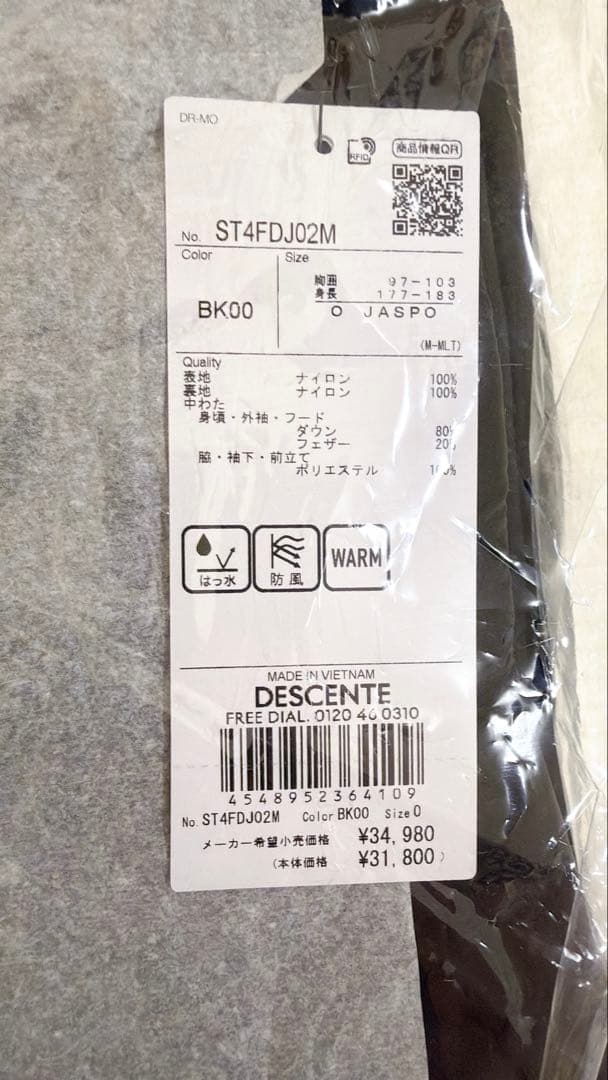 DR-MO
RFID
商品情報QR
No. ST4FDJ02M
Color
Size
胸囲 97-103
身長 177-183
BK00
O JASPO
(M-MLT)
Quality
表地 ナイロン 100%
裏地 ナイロン 100%
中わた
身頃・外袖・フード
ダウン 80%
フェザー 20%
脇・袖下・前立て
ポリエステル 100%
はっ水
防風
WARM
MADE IN VIETNAM
DESCENTE
FREE DIAL. 0120 46 0310
4548952364109
No. ST4FDJ02M Color BK00 Size O
メーカー希望小売価格 ¥34,980
(本体価格 ¥31,800)